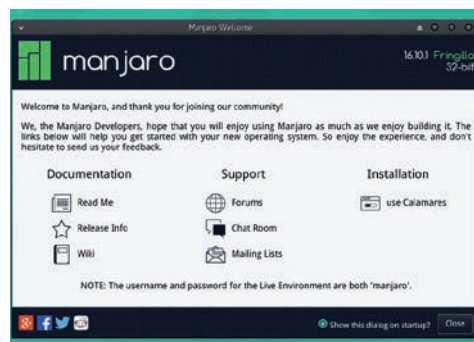 Manjaro Welcome
manjaro
16.10.1 Fringilla
32-bit
Welcome to Manjaro, and thank you for joining our community!
We, the Manjaro Developers, hope that you will enjoy using Manjaro as much as we enjoy building it. The
links below will help you get started with your new operating system. So enjoy the experience, and don't
hesitate to send us your feedback.
Documentation Support Installation
Read Me Forums use Calamares
Release Info Chat Room
Wiki Mailing Lists
NOTE: The username and password for the Live Environment are both 'manjaro'.
Show this dialog on startup? Close